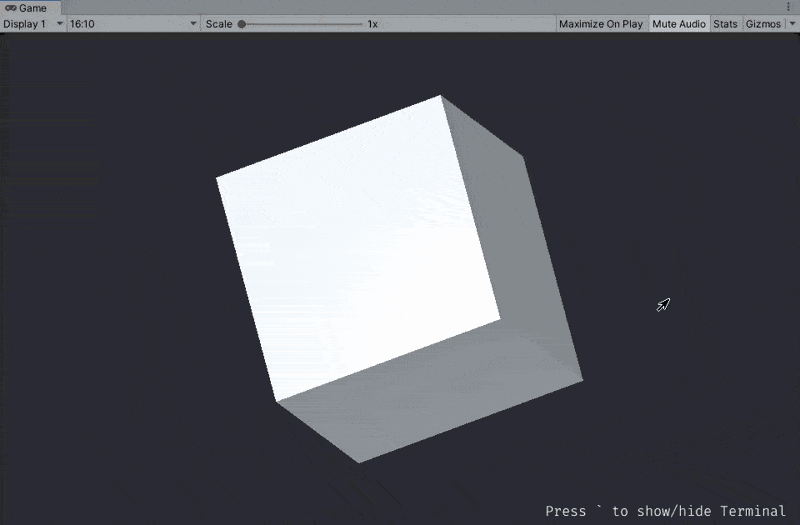 Game
Display 1 16:10 Scale 1x Maximize On Play Mute Audio Stats Gizmos
Press ` to show/hide Terminal